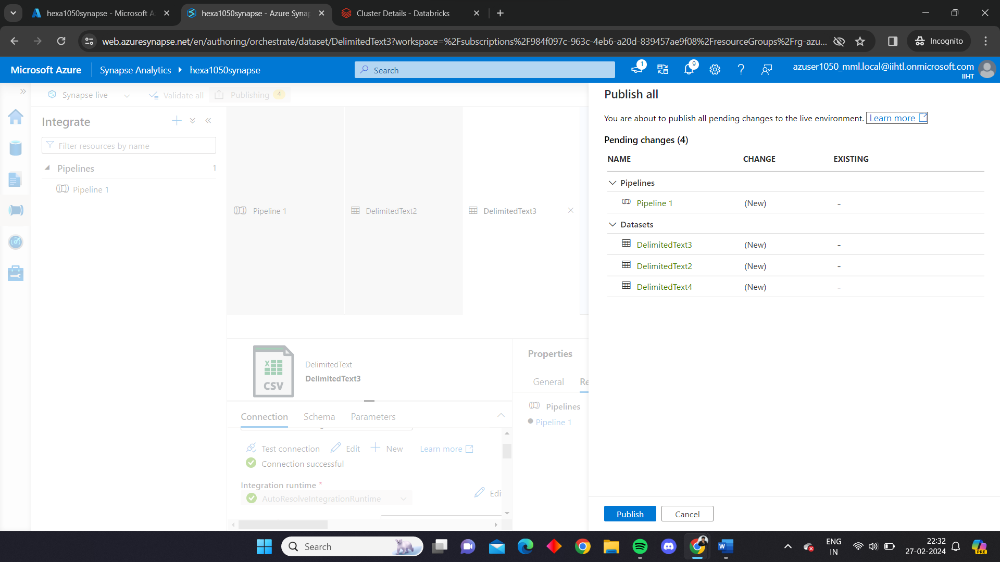 hexa1050synapse - Microsoft A
hexa1050synapse - Azure Synap
Cluster Details - Databricks
web.azuresynapse.net/en/authoring/orchestrate/dataset/DelimitedText3?workspace=%2Fsubscriptions%2F984f097c-963c-4eb6-a20d-839457ae9f08%2FresourceGroups%2Frg-azu...
Incognito
Microsoft Azure
Synapse Analytics
hexa1050synapse
Search
1
9
azuser1050_mml.local@iihtl.onmicrosoft.com
IIHT
Synapse live
Validate all
Publishing
4
Integrate
Filter resources by name
Pipelines
1
Pipeline 1
Pipeline 1
DelimitedText2
DelimitedText3
CSV
DelimitedText
DelimitedText3
Connection
Schema
Parameters
Test connection
Edit
New
Learn more
Connection successful
Integration runtime *
AutoResolveIntegrationRuntime
Edi
Properties
General
Re
Pipelines
Pipeline 1
Publish all
You are about to publish all pending changes to the live environment. Learn more
Pending changes (4)
NAME CHANGE EXISTING
Pipelines
Pipeline 1 (New) -
Datasets
DelimitedText3 (New) -
DelimitedText2 (New) -
DelimitedText4 (New) -
Publish
Cancel
Search
ENG
IN
22:32
27-02-2024
PRE